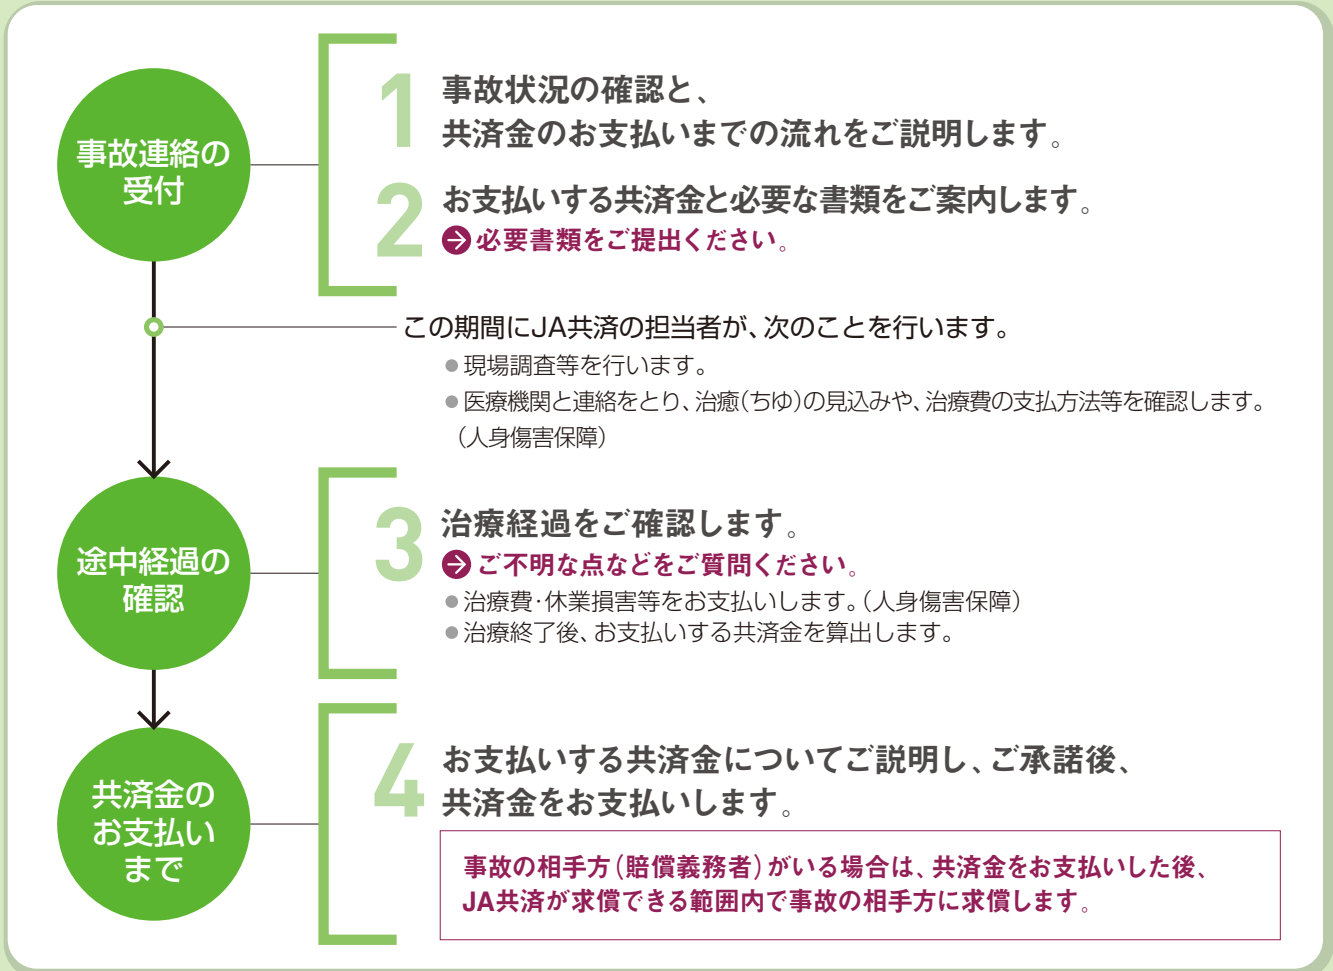 事故連絡の
受付
1
事故状況の確認と、
共済金のお支払いまでの流れをご説明します。
2
お支払いする共済金と必要な書類をご案内します。
必要書類をご提出ください。
この期間にJA共済の担当者が、次のことを行います。
●現場調査等を行います。
●医療機関と連絡をとり、治癒(ちゆ)の見込みや、治療費の支払方法等を確認します。
(人身傷害保障)
途中経過の
確認
3
治療経過をご確認します。
ご不明な点などをご質問ください。
●治療費・休業損害等をお支払いします。(人身傷害保障)
●治療終了後、お支払いする共済金を算出します。
共済金の
お支払い
まで
4
お支払いする共済金についてご説明し、ご承諾後、
共済金をお支払いします。
事故の相手方(賠償義務者)がいる場合は、共済金をお支払いした後、
JA共済が求償できる範囲内で事故の相手方に求償します。